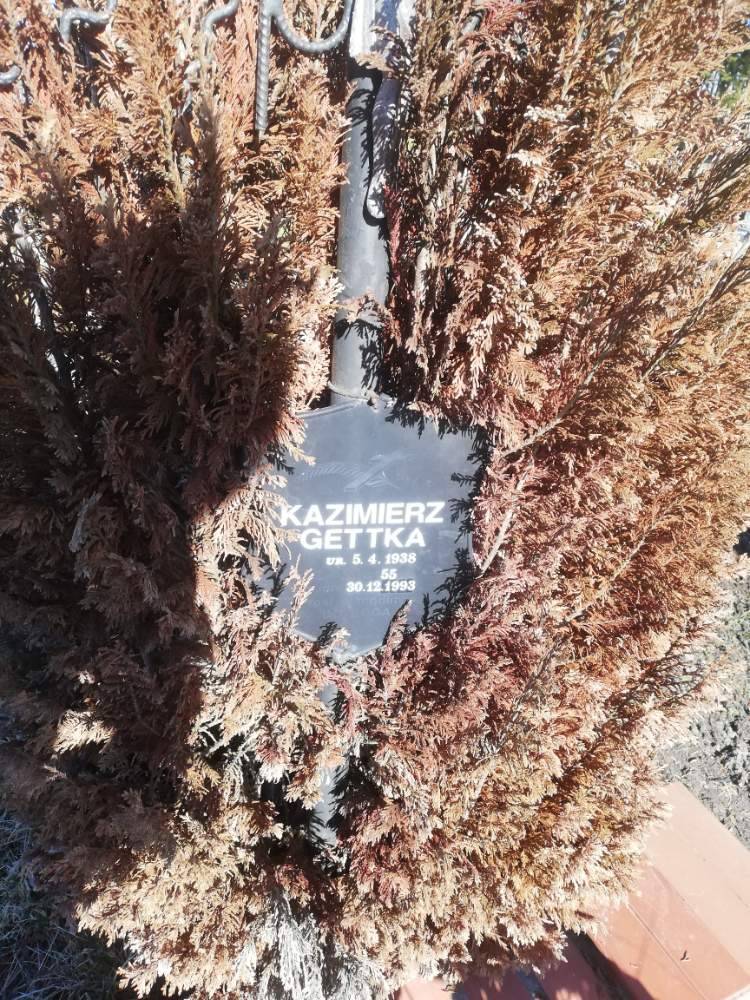 KAZIMIERZ
GETTKA
ur. 5. 4. 1938
55
30.12.1993